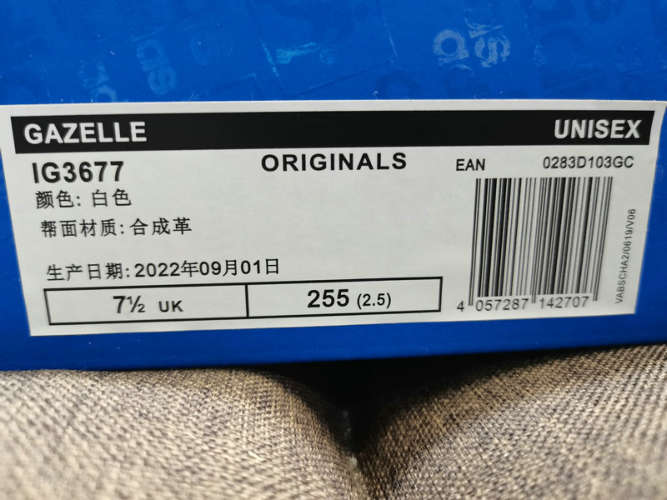 GAZELLE UNISEX
IG3677 ORIGINALS EAN 0283D103GC
颜色: 白色
帮面材质: 合成革
生产日期: 2022年09月01日
7½ UK 255 (2.5)
4 057287 142707
VABSCHA2/0619/V06